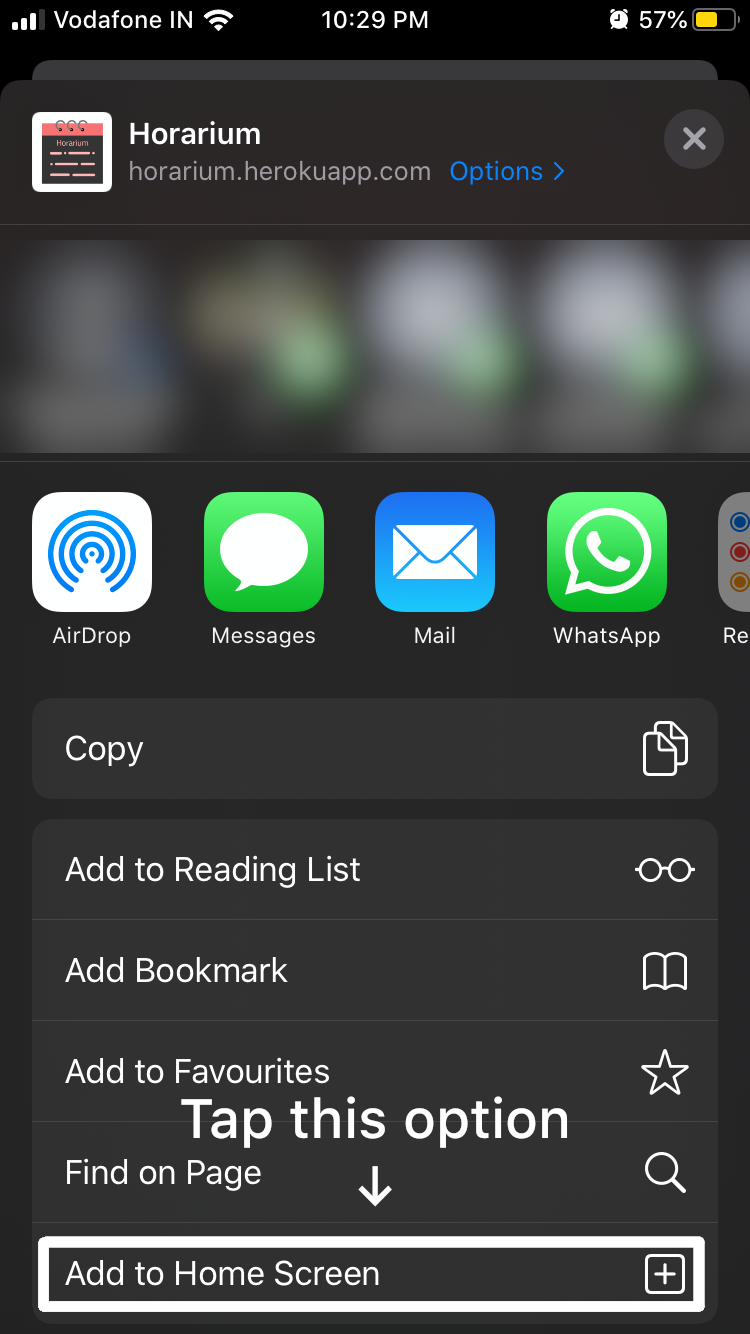 Vodafone IN 10:29 PM 57%
Horarium
Horarium
horarium.herokuapp.com Options >
AirDrop Messages Mail WhatsApp Re
Copy
Add to Reading List
Add Bookmark
Add to Favourites
Tap this option
Find on Page
↓
Add to Home Screen